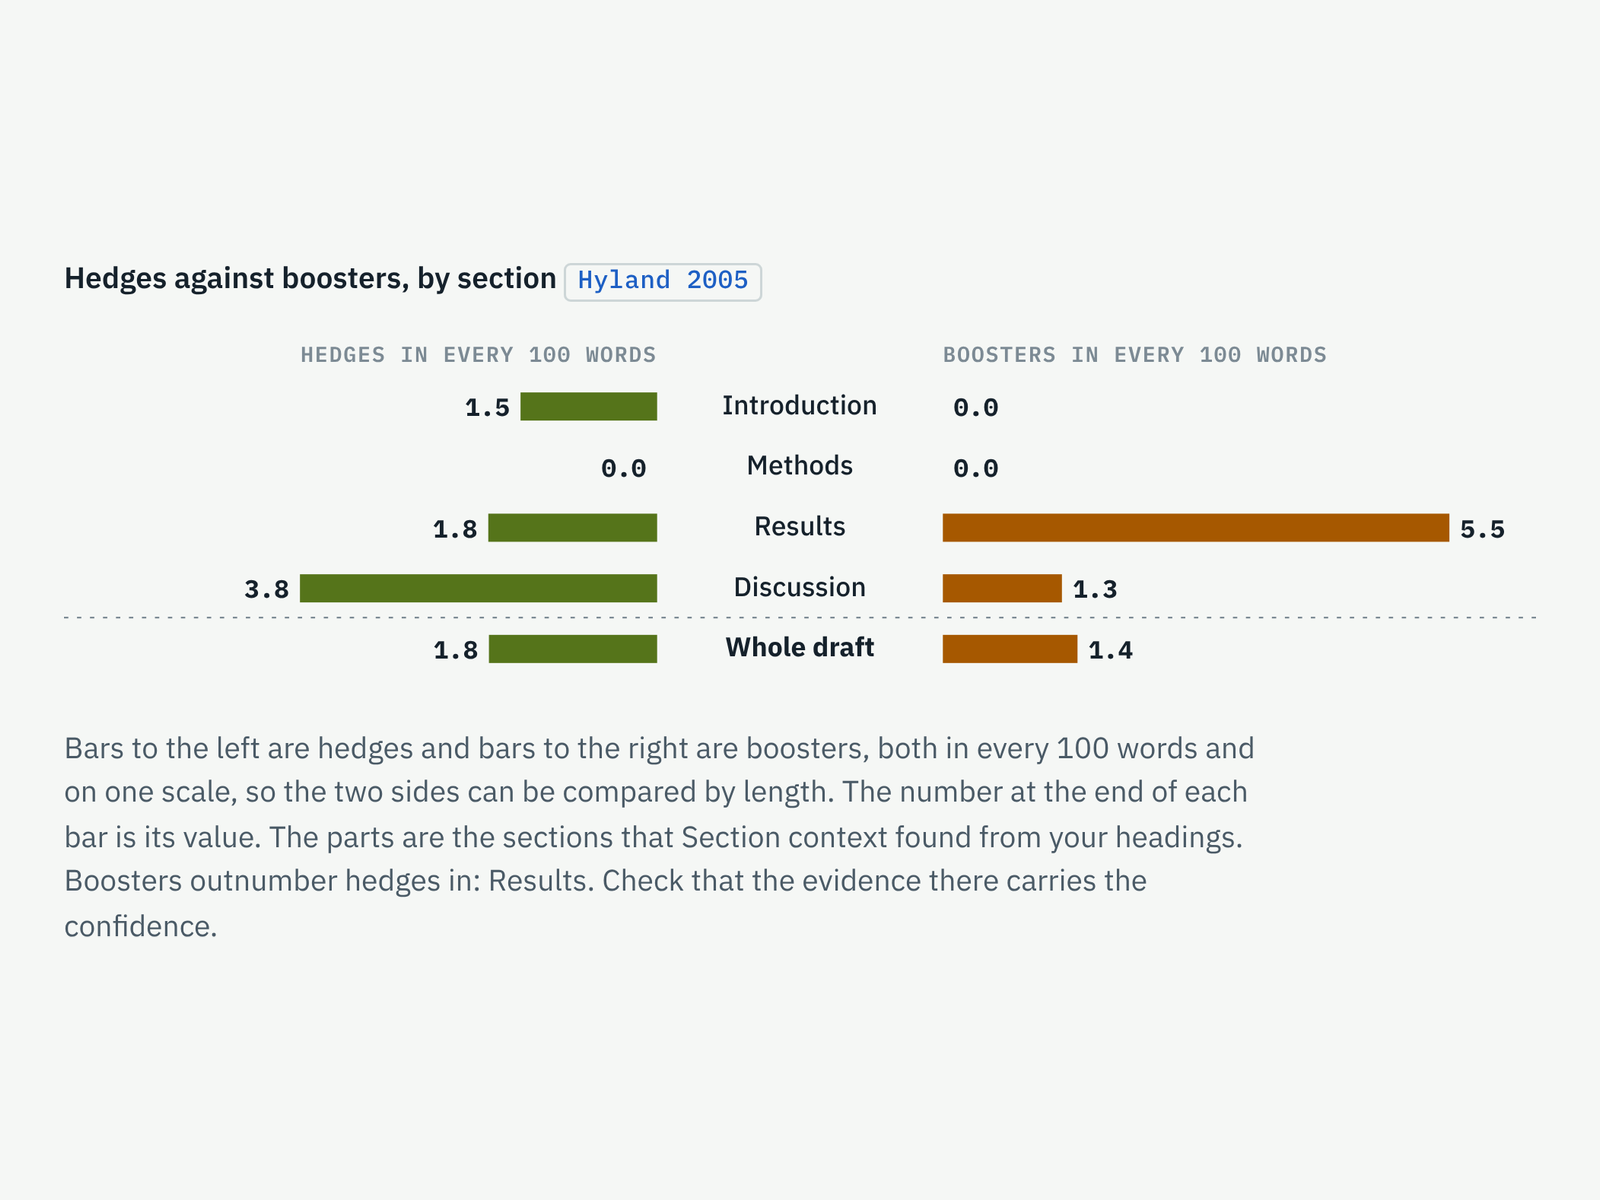 Hedges against boosters, by section Hyland 2005
HEDGES IN EVERY 100 WORDS BOOSTERS IN EVERY 100 WORDS
1.5 Introduction 0.0
0.0 Methods 0.0
1.8 Results 5.5
3.8 Discussion 1.3
1.8 Whole draft 1.4
Bars to the left are hedges and bars to the right are boosters, both in every 100 words and
on one scale, so the two sides can be compared by length. The number at the end of each
bar is its value. The parts are the sections that Section context found from your headings.
Boosters outnumber hedges in: Results. Check that the evidence there carries the
confidence.